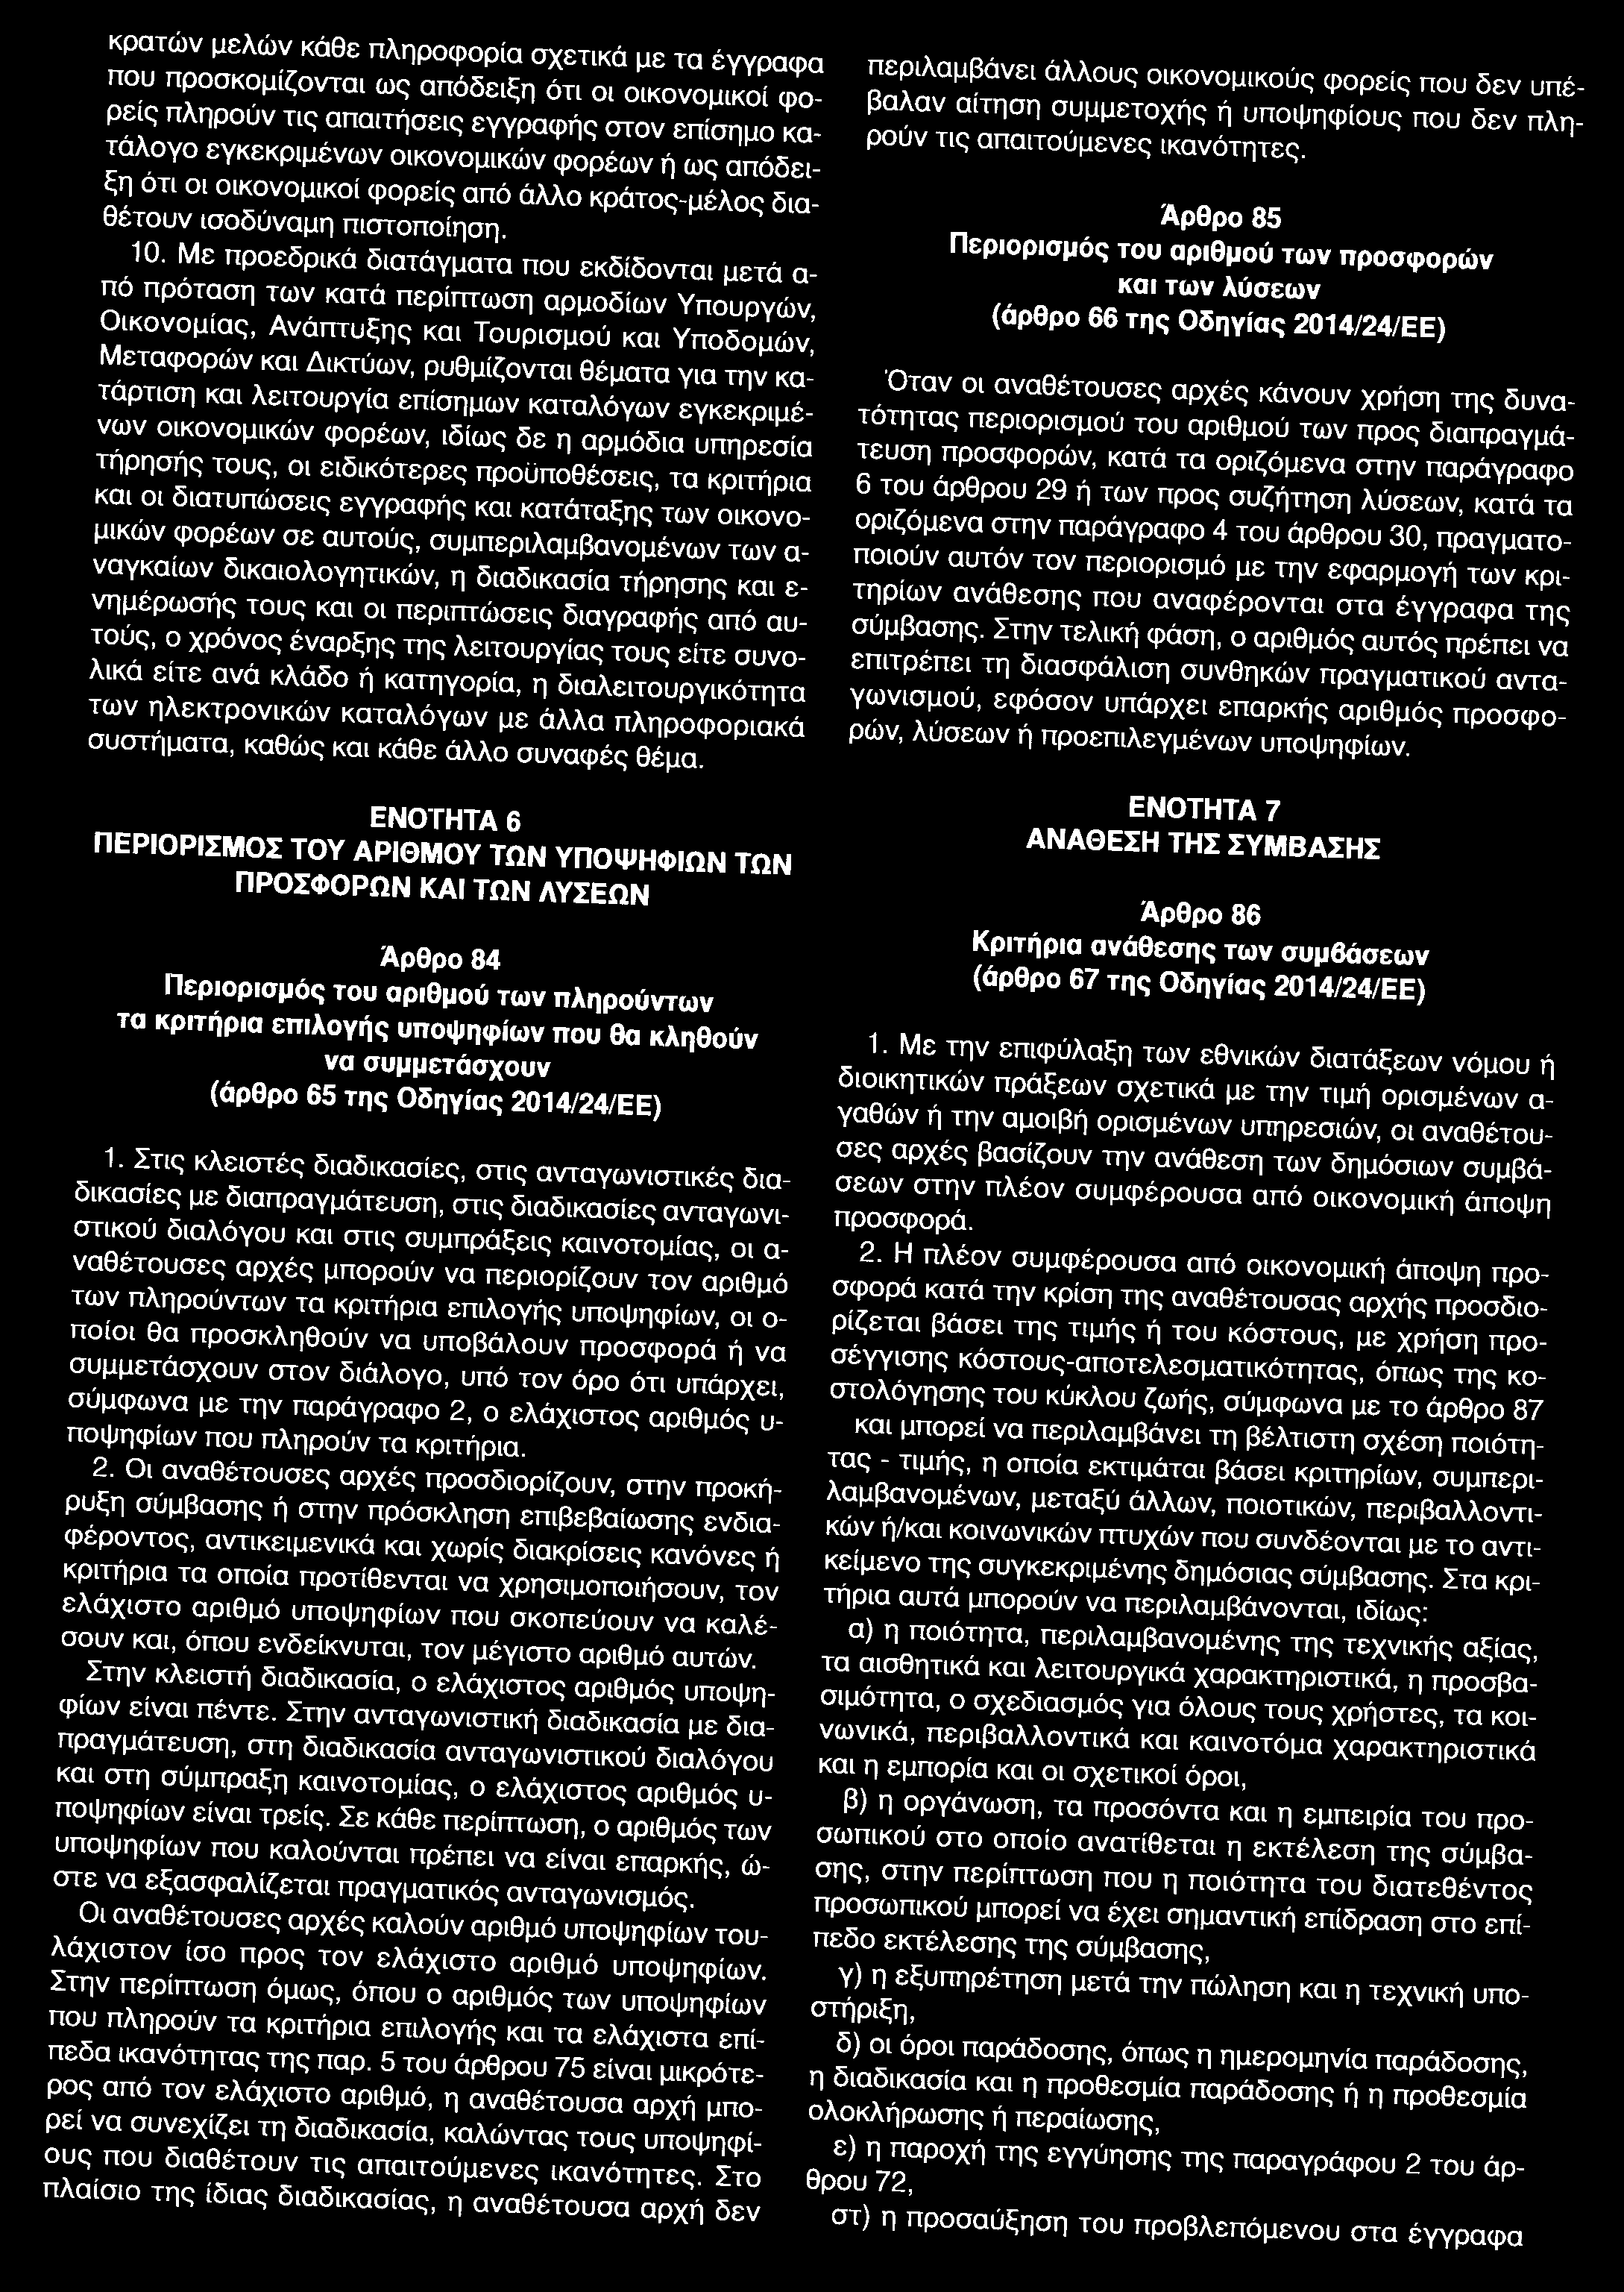 κρατών μελών κάθε πληροφορία σχετικά με τα έγγραφα
που προσκομίζονται ως απόδειξη ότι οι οικονομικοί φο-
ρείς πληρούν τις απαιτήσεις εγγραφής στον επίσημο κα-
τάλογο εγκεκριμένων οικονομικών φορέων ή ως απόδει-
ξη ότι οι οικονομικοί φορείς από άλλο κράτος-μέλος δια-
θέτουν ισοδύναμη πιστοποίηση.
10. Με προεδρικά διατάγματα που εκδίδονται μετά α-
πό πρόταση των κατά περίπτωση αρμοδίων Υπουργών,
Οικονομίας, Ανάπτυξης και Τουρισμού και Υποδομών,
Μεταφορών και Δικτύων, ρυθμίζονται θέματα για την κα-
τάρτιση και λειτουργία επίσημων καταλόγων εγκεκριμέ-
νων οικονομικών φορέων, ιδίως δε η αρμόδια υπηρεσία
τήρησής τους, οι ειδικότερες προϋποθέσεις, τα κριτήρια
και οι διατυπώσεις εγγραφής και κατάταξης των οικονο-
μικών φορέων σε αυτούς, συμπεριλαμβανομένων των α-
ναγκαίων δικαιολογητικών, η διαδικασία τήρησης και ε-
νημέρωσής τους και οι περιπτώσεις διαγραφής από αυ-
τούς, ο χρόνος έναρξης της λειτουργίας τους είτε συνο-
λικά είτε ανά κλάδο ή κατηγορία, η διαλειτουργικότητα
των ηλεκτρονικών καταλόγων με άλλα πληροφοριακά
συστήματα, καθώς και κάθε άλλο συναφές θέμα.
ΕΝΟΤΗΤΑ 6
ΠΕΡΙΟΡΙΣΜΟΣ ΤΟΥ ΑΡΙΘΜΟΥ ΤΩΝ ΥΠΟΨΗΦΙΩΝ ΤΩΝ
ΠΡΟΣΦΟΡΩΝ ΚΑΙ ΤΩΝ ΛΥΣΕΩΝ
Άρθρο 84
Περιορισμός του αριθμού των πληρούντων
τα κριτήρια επιλογής υποψηφίων που θα κληθούν
να συμμετάσχουν
(άρθρο 65 της Οδηγίας 2014/24/ΕΕ)
1. Στις κλειστές διαδικασίες, στις ανταγωνιστικές δια-
δικασίες με διαπραγμάτευση, στις διαδικασίες ανταγωνι-
στικού διαλόγου και στις συμπράξεις καινοτομίας, οι α-
ναθέτουσες αρχές μπορούν να περιορίζουν τον αριθμό
των πληρούντων τα κριτήρια επιλογής υποψηφίων, οι ο-
ποίοι θα προσκληθούν να υποβάλουν προσφορά ή να
συμμετάσχουν στον διάλογο, υπό τον όρο ότι υπάρχει,
σύμφωνα με την παράγραφο 2, ο ελάχιστος αριθμός υ-
ποψηφίων που πληρούν τα κριτήρια.
2. Οι αναθέτουσες αρχές προσδιορίζουν, στην προκή-
ρυξη σύμβασης ή στην πρόσκληση επιβεβαίωσης ενδια-
φέροντος, αντικειμενικά και χωρίς διακρίσεις κανόνες ή
κριτήρια τα οποία προτίθενται να χρησιμοποιήσουν, τον
ελάχιστο αριθμό υποψηφίων που σκοπεύουν να καλέ-
σουν και, όπου ενδείκνυται, τον μέγιστο αριθμό αυτών.
Στην κλειστή διαδικασία, ο ελάχιστος αριθμός υποψη-
φίων είναι πέντε. Στην ανταγωνιστική διαδικασία με δια-
πραγμάτευση, στη διαδικασία ανταγωνιστικού διαλόγου
και στη σύμπραξη καινοτομίας, ο ελάχιστος αριθμός υ-
ποψηφίων είναι τρείς. Σε κάθε περίπτωση, ο αριθμός των
υποψηφίων που καλούνται πρέπει να είναι επαρκής, ώ-
στε να εξασφαλίζεται πραγματικός ανταγωνισμός.
Οι αναθέτουσες αρχές καλούν αριθμό υποψηφίων του-
λάχιστον ίσο προς τον ελάχιστο αριθμό υποψηφίων.
Στην περίπτωση όμως, όπου ο αριθμός των υποψηφίων
που πληρούν τα κριτήρια επιλογής και τα ελάχιστα επί-
πεδα ικανότητας της παρ. 5 του άρθρου 75 είναι μικρότε-
ρος από τον ελάχιστο αριθμό, η αναθέτουσα αρχή μπο-
ρεί να συνεχίζει τη διαδικασία, καλώντας τους υποψηφί-
ους που διαθέτουν τις απαιτούμενες ικανότητες. Στο
πλαίσιο της ίδιας διαδικασίας, η αναθέτουσα αρχή δεν
περιλαμβάνει άλλους οικονομικούς φορείς που δεν υπέ-
βαλαν αίτηση συμμετοχής ή υποψηφίους που δεν πλη-
ρούν τις απαιτούμενες ικανότητες.
Άρθρο 85
Περιορισμός του αριθμού των προσφορών
και των λύσεων
(άρθρο 66 της Οδηγίας 2014/24/ΕΕ)
Όταν οι αναθέτουσες αρχές κάνουν χρήση της δυνα-
τότητας περιορισμού του αριθμού των προς διαπραγμά-
τευση προσφορών, κατά τα οριζόμενα στην παράγραφο
6 του άρθρου 29 ή των προς συζήτηση λύσεων, κατά τα
οριζόμενα στην παράγραφο 4 του άρθρου 30, πραγματο-
ποιούν αυτόν τον περιορισμό με την εφαρμογή των κρι-
τηρίων ανάθεσης που αναφέρονται στα έγγραφα της
σύμβασης. Στην τελική φάση, ο αριθμός αυτός πρέπει να
επιτρέπει τη διασφάλιση συνθηκών πραγματικού αντα-
γωνισμού, εφόσον υπάρχει επαρκής αριθμός προσφο-
ρών, λύσεων ή προεπιλεγμένων υποψηφίων.
ΕΝΟΤΗΤΑ 7
ΑΝΑΘΕΣΗ ΤΗΣ ΣΥΜΒΑΣΗΣ
Άρθρο 86
Κριτήρια ανάθεσης των συμβάσεων
(άρθρο 67 της Οδηγίας 2014/24/ΕΕ)
1. Με την επιφύλαξη των εθνικών διατάξεων νόμου ή
διοικητικών πράξεων σχετικά με την τιμή ορισμένων α-
γαθών ή την αμοιβή ορισμένων υπηρεσιών, οι αναθέτου-
σες αρχές βασίζουν την ανάθεση των δημόσιων συμβά-
σεων στην πλέον συμφέρουσα από οικονομική άποψη
προσφορά.
2. Η πλέον συμφέρουσα από οικονομική άποψη προ-
σφορά κατά την κρίση της αναθέτουσας αρχής προσδιο-
ρίζεται βάσει της τιμής ή του κόστους, με χρήση προ-
σέγγισης κόστους-αποτελεσματικότητας, όπως της κο-
στολόγησης του κύκλου ζωής, σύμφωνα με το άρθρο 87
και μπορεί να περιλαμβάνει τη βέλτιστη σχέση ποιότη-
τας - τιμής, η οποία εκτιμάται βάσει κριτηρίων, συμπερι-
λαμβανομένων, μεταξύ άλλων, ποιοτικών, περιβαλλοντι-
κών ή/και κοινωνικών πτυχών που συνδέονται με το αντι-
κείμενο της συγκεκριμένης δημόσιας σύμβασης. Στα κρι-
τήρια αυτά μπορούν να περιλαμβάνονται, ιδίως:
α) η ποιότητα, περιλαμβανομένης της τεχνικής αξίας,
τα αισθητικά και λειτουργικά χαρακτηριστικά, η προσβα-
σιμότητα, ο σχεδιασμός για όλους τους χρήστες, τα κοι-
νωνικά, περιβαλλοντικά και καινοτόμα χαρακτηριστικά
και η εμπορία και οι σχετικοί όροι,
β) η οργάνωση, τα προσόντα και η εμπειρία του προ-
σωπικού στο οποίο ανατίθεται η εκτέλεση της σύμβα-
σης, στην περίπτωση που η ποιότητα του διατεθέντος
προσωπικού μπορεί να έχει σημαντική επίδραση στο επί-
πεδο εκτέλεσης της σύμβασης,
γ) η εξυπηρέτηση μετά την πώληση και η τεχνική υπο-
στήριξη,
δ) οι όροι παράδοσης, όπως η ημερομηνία παράδοσης,
η διαδικασία και η προθεσμία παράδοσης ή η προθεσμία
ολοκλήρωσης ή περαίωσης,
ε) η παροχή της εγγύησης της παραγράφου 2 του άρ-
θρου 72,
στ) η προσαύξηση του προβλεπόμενου στα έγγραφα